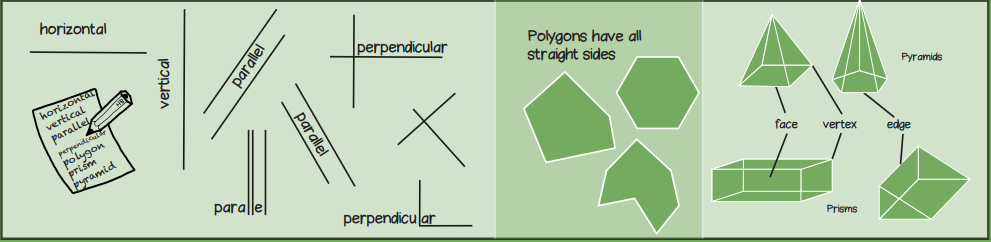 horizontal
vertical
parallel
perpendicular
parallel
parallel
perpendicular
horizontal
vertical
parallel
perpendicular
polygon
prism
pyramid
HB
Polygons have all
straight sides
Pyramids
face vertex edge
Prisms